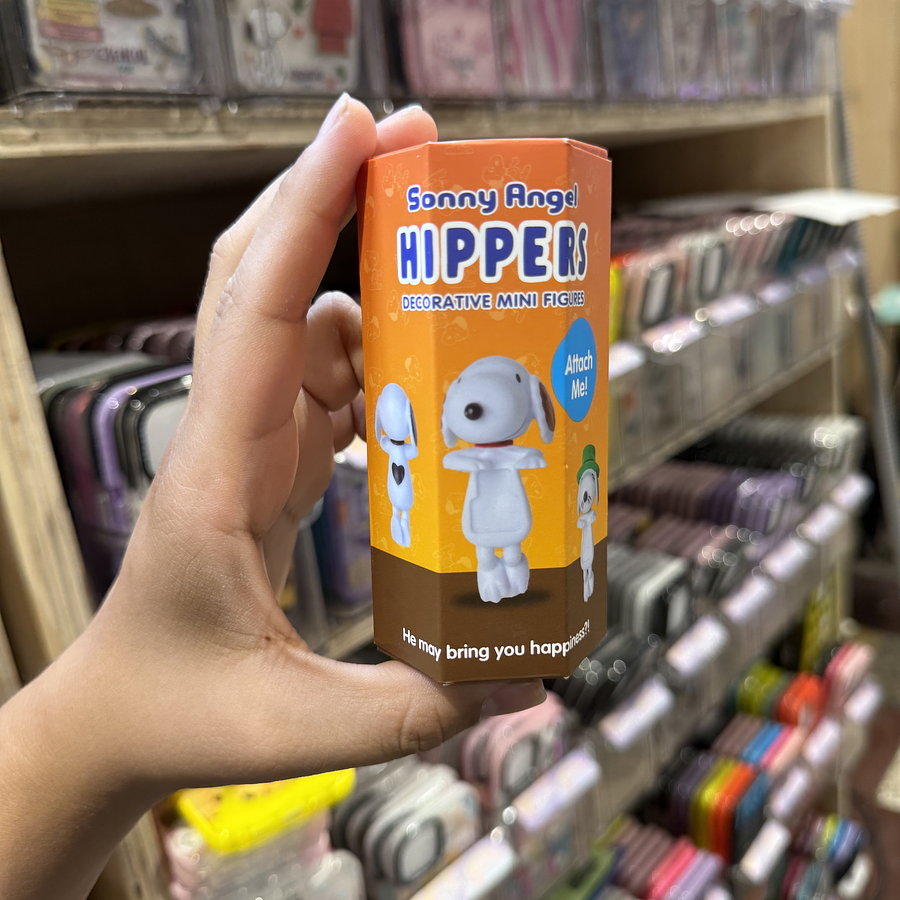 Sonny Angel
HIPPERS
DECORATIVE MINI FIGURES
Attach
Me!
He may bring you happiness?!